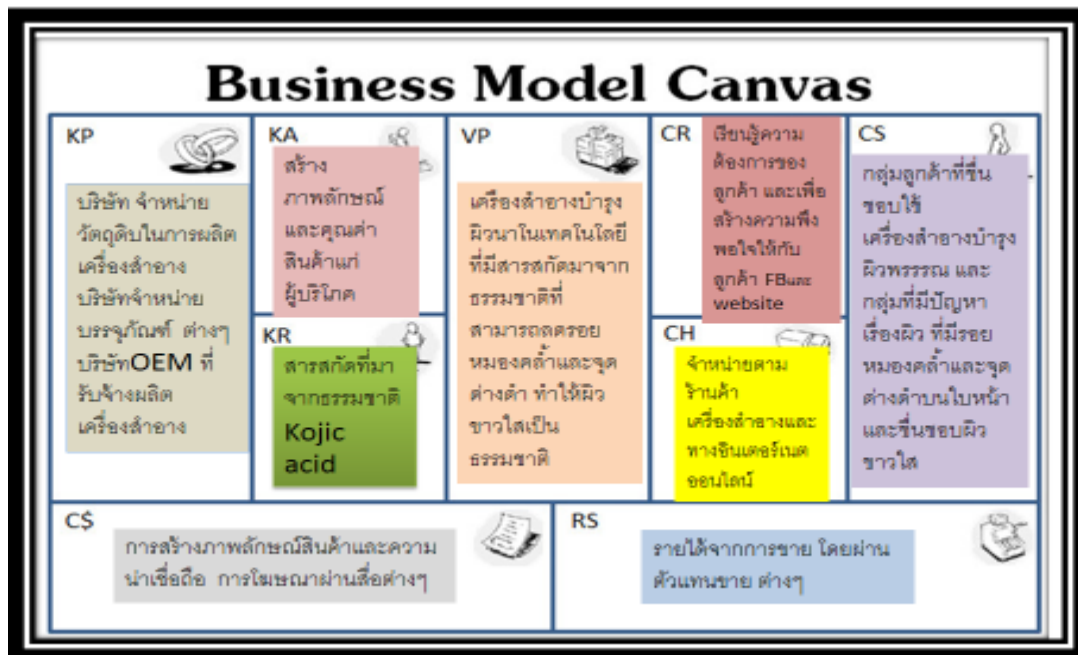 Business Model Canvas
KP
บริษัท จำหน่าย
วัตถุดิบในการผลิต
เครื่องสำอาง
บริษัทจำหน่าย
บรรจุภัณฑ์ ต่างๆ
บริษัทOEM ที่
รับจ้างผลิต
เครื่องสำอาง
KA
สร้าง
ภาพลักษณ์
และคุณค่า
สินค้าแก่
ผู้บริโภค
KR
สารสกัดที่มา
จากธรรมชาติ
Kojic
acid
VP
เครื่องสำอางบำรุง
ผิวนาในเทคโนโลยี
ที่มีสารสกัดมาจาก
ธรรมชาติที่
สามารถลดรอย
หมองคล้ำและจุด
ด่างดำ ทำให้ผิว
ขาวใสเป็น
ธรรมชาติ
CR
เรียนรู้ความ
ต้องการของ
ลูกค้า และเพื่อ
สร้างความพึง
พอใจให้กับ
ลูกค้า FBและ
website
CH
จำหน่ายตาม
ร้านค้า
เครื่องสำอางและ
ทางอินเตอร์เนต
ออนไลน์
CS
กลุ่มลูกค้าที่ชื่น
ชอบใช้
เครื่องสำอางบำรุง
ผิวพรรรณ และ
กลุ่มที่มีปัญหา
เรื่องผิว ที่มีรอย
หมองคล้ำและจุด
ด่างดำบนใบหน้า
และชื่นชอบผิว
ขาวใส
C$
การสร้างภาพลักษณ์สินค้าและความ
น่าเชื่อถือ การโฆษณาผ่านสื่อต่างๆ
RS
รายได้จากการขาย โดยผ่าน
ตัวแทนขาย ต่างๆ